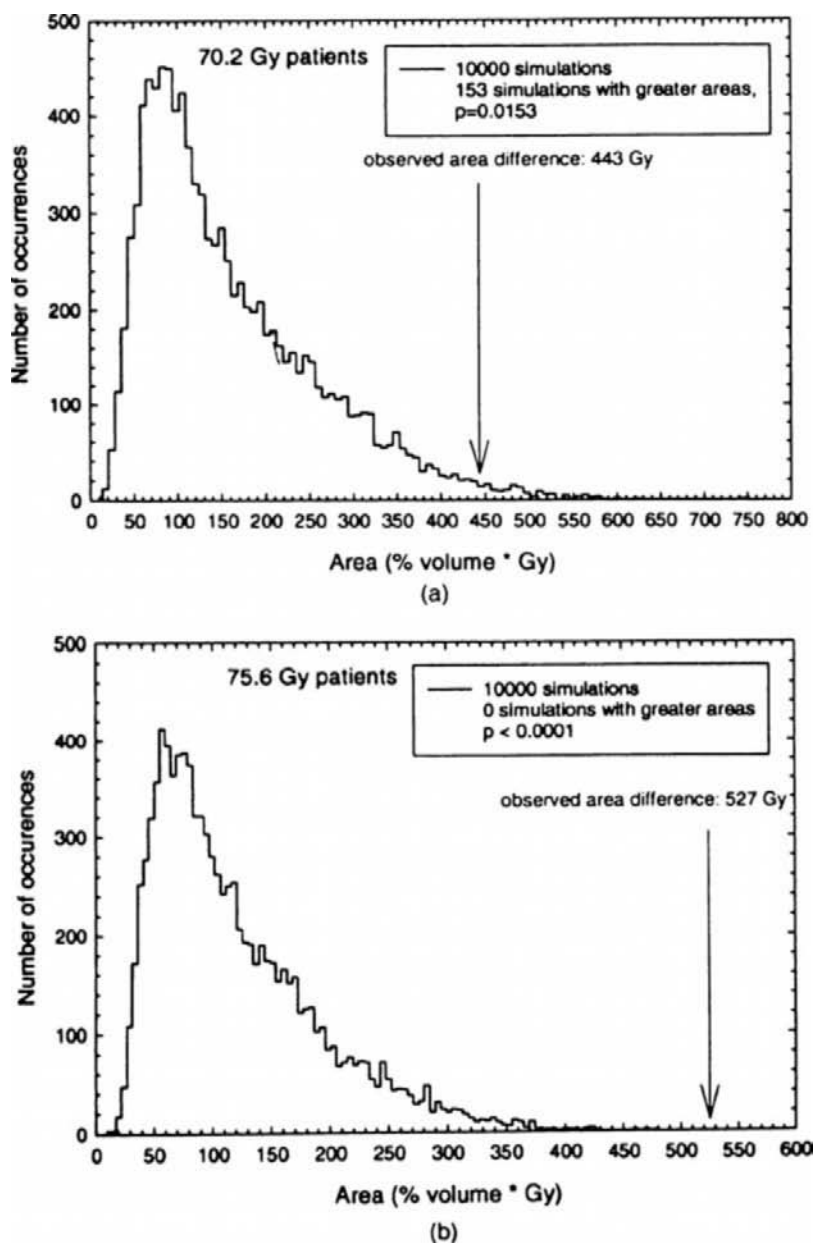 500
400
300
200
100
0
Number of occurrences
70.2 Gy patients
10000 simulations
153 simulations with greater areas,
p=0.0153
observed area difference: 443 Gy
0 50 100 150 200 250 300 350 400 450 500 550 600 650 700 750 800
Area (% volume * Gy)
(a)
500
400
300
200
100
0
Number of occurences
75.6 Gy patients
10000 simulations
0 simulations with greater areas
p < 0.0001
observed area difference: 527 Gy
0 50 100 150 200 250 300 350 400 450 500 550 600
Area (% volume * Gy)
(b)